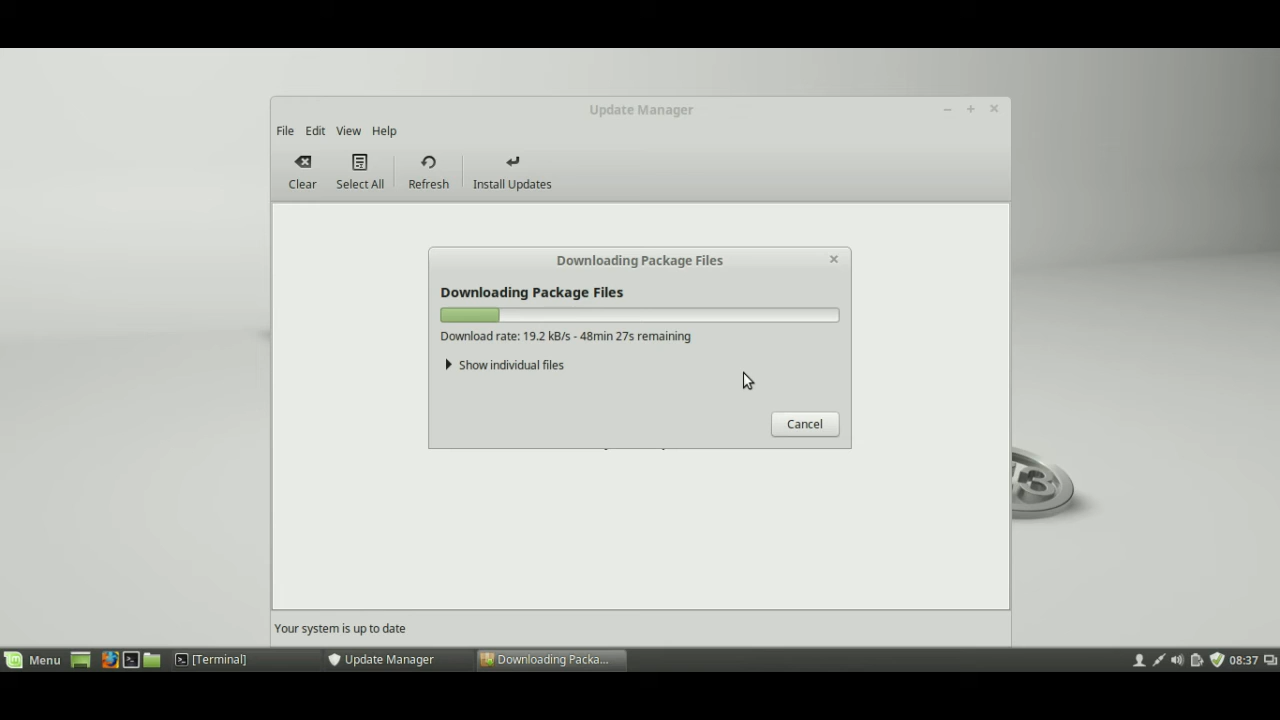 Update Manager
File Edit View Help
Clear Select All Refresh Install Updates
Downloading Package Files
Downloading Package Files
Download rate: 19.2 kB/s - 48min 27s remaining
Show individual files
Cancel
Your system is up to date
Menu [Terminal] Update Manager Downloading Packa... 08:37